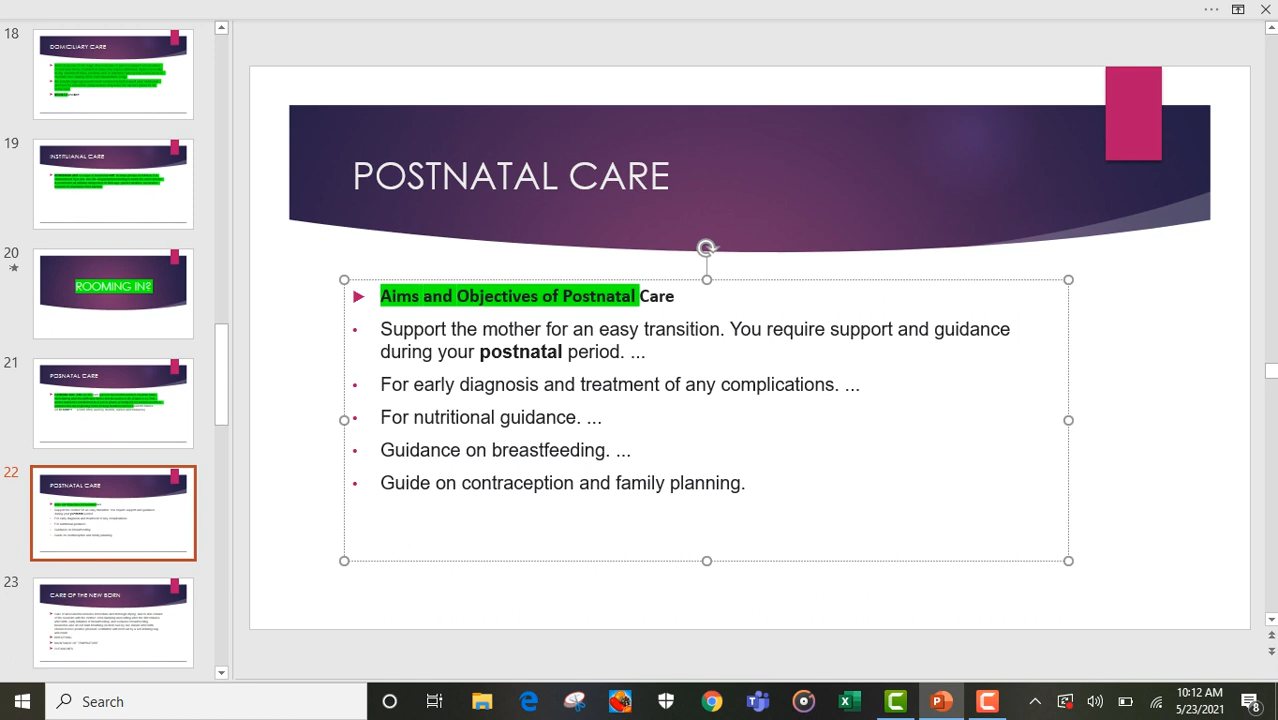 18
DOMICILIARY CARE
19
INSTITUIANAL CARE
20
ROOMING IN?
21
POSNATAL CARE
22
POSTNATAL CARE
23
CARE OF THE NEW BORN
POSTNATAL CARE
Aims and Objectives of Postnatal Care
Support the mother for an easy transition. You require support and guidance
during your postnatal period. ...
For early diagnosis and treatment of any complications. ...
For nutritional guidance. ...
Guidance on breastfeeding. ...
Guide on contraception and family planning.
Search
10:12 AM
5/23/2021
8